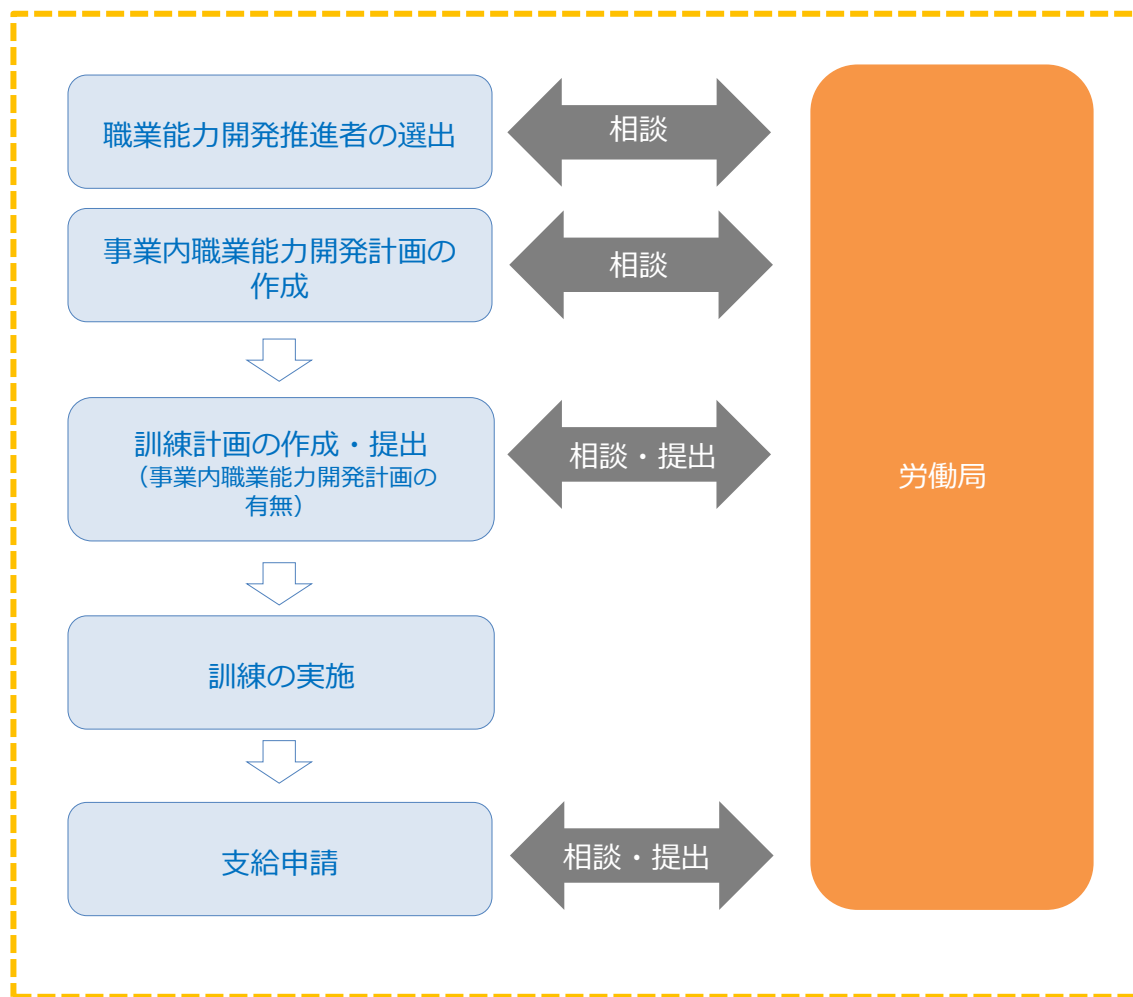 職業能力開発推進者の選出
相談
事業内職業能力開発計画の
作成
相談
訓練計画の作成・提出
（事業内職業能力開発計画の
有無）
相談・提出
労働局
訓練の実施
支給申請
相談・提出